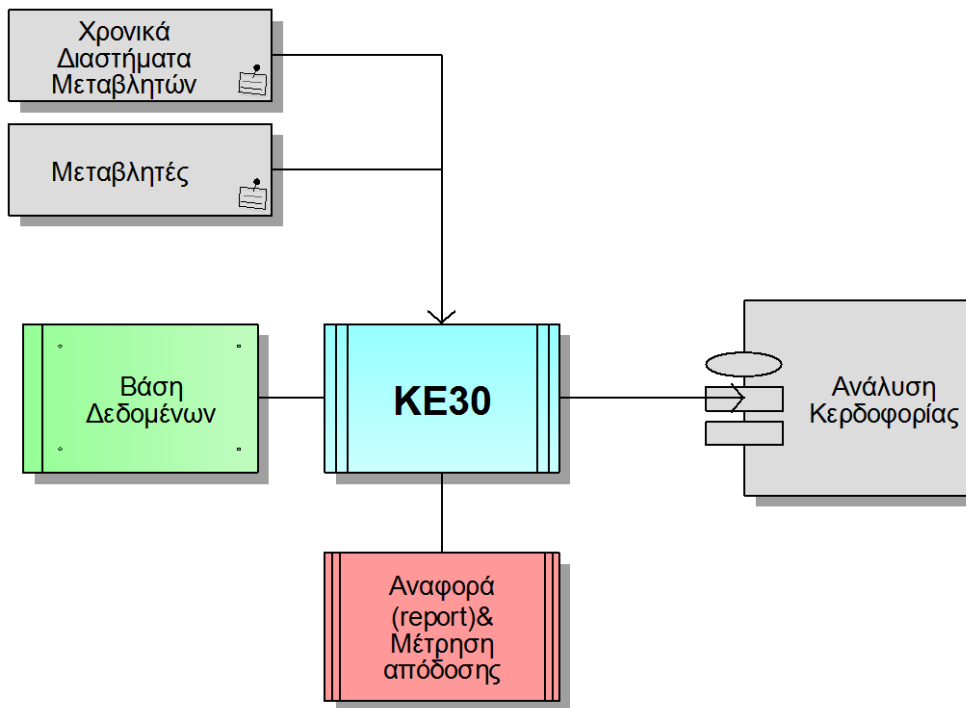 Χρονικά
Διαστήματα
Μεταβλητών
Μεταβλητές
Βάση
Δεδομένων
KE30
Ανάλυση
Κερδοφορίας
Αναφορά
(report)&
Μέτρηση
απόδοσης